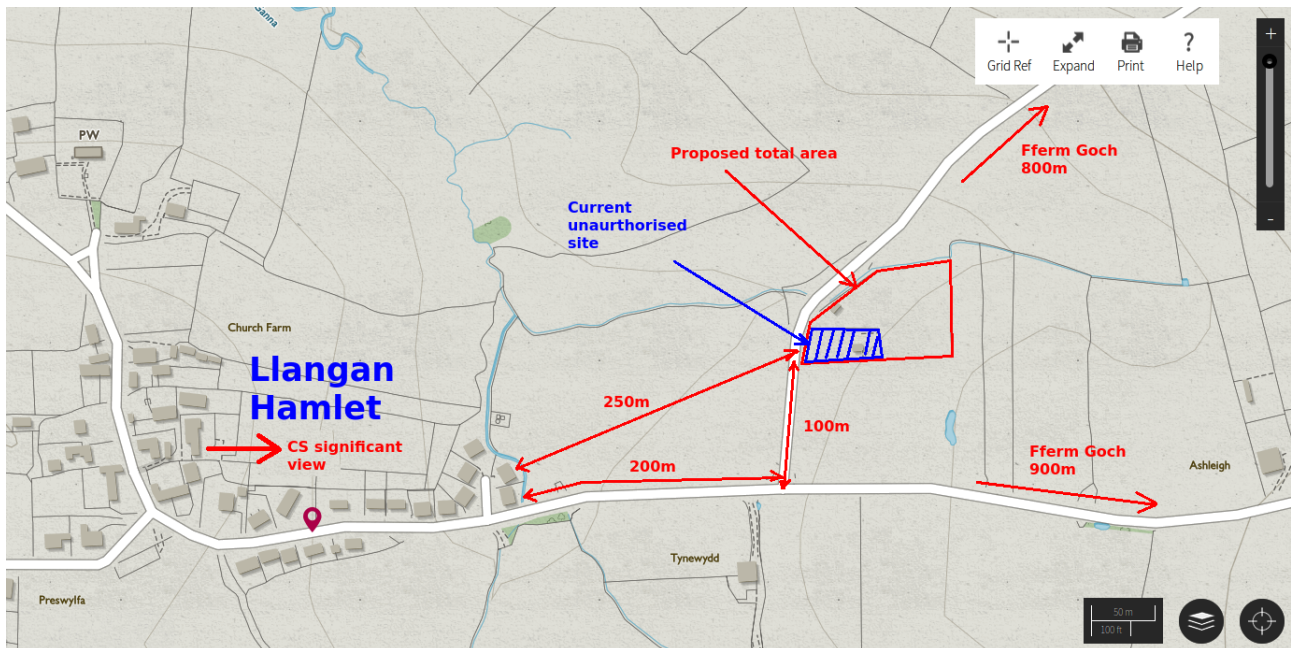 Ganna
Grid Ref
Expand
Print
Help
+
PW
Proposed total area
Fferm Goch
800m
Current
unaurthorised
site
-
Church Farm
Llangan
Hamlet
250m
100m
CS significant
view
200m
Fferm Goch
900m
Ashleigh
Tynewydd
Preswylfa
50 m
100 ft